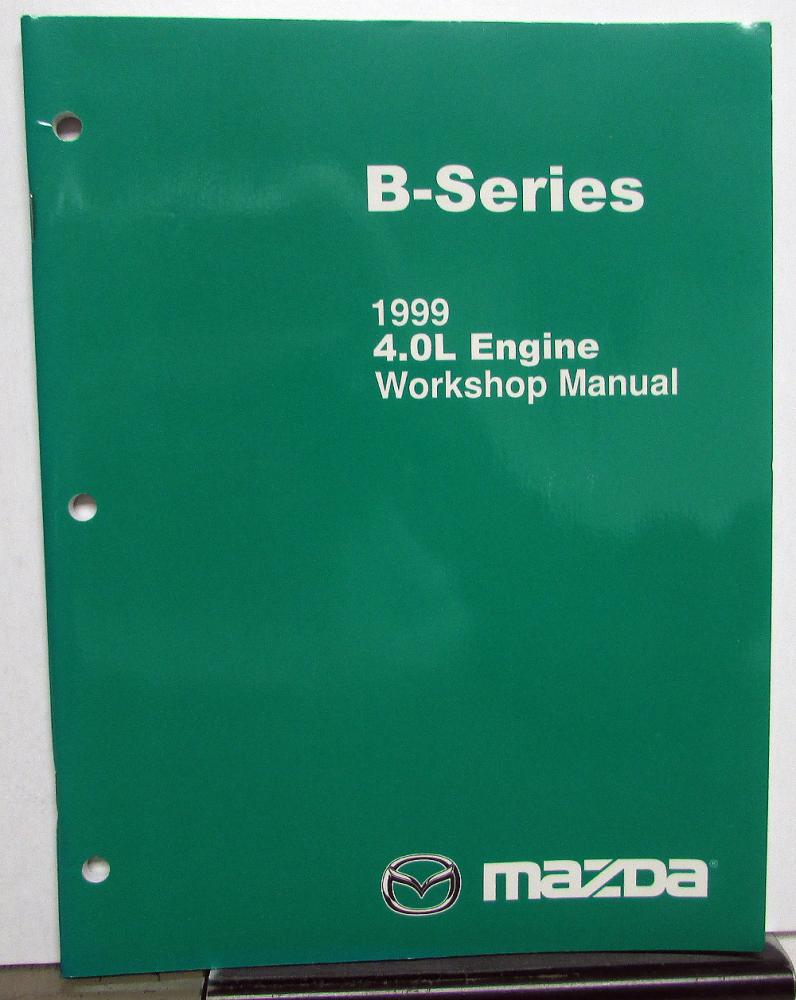 B-Series
1999
4.0L Engine
Workshop Manual
mazda®